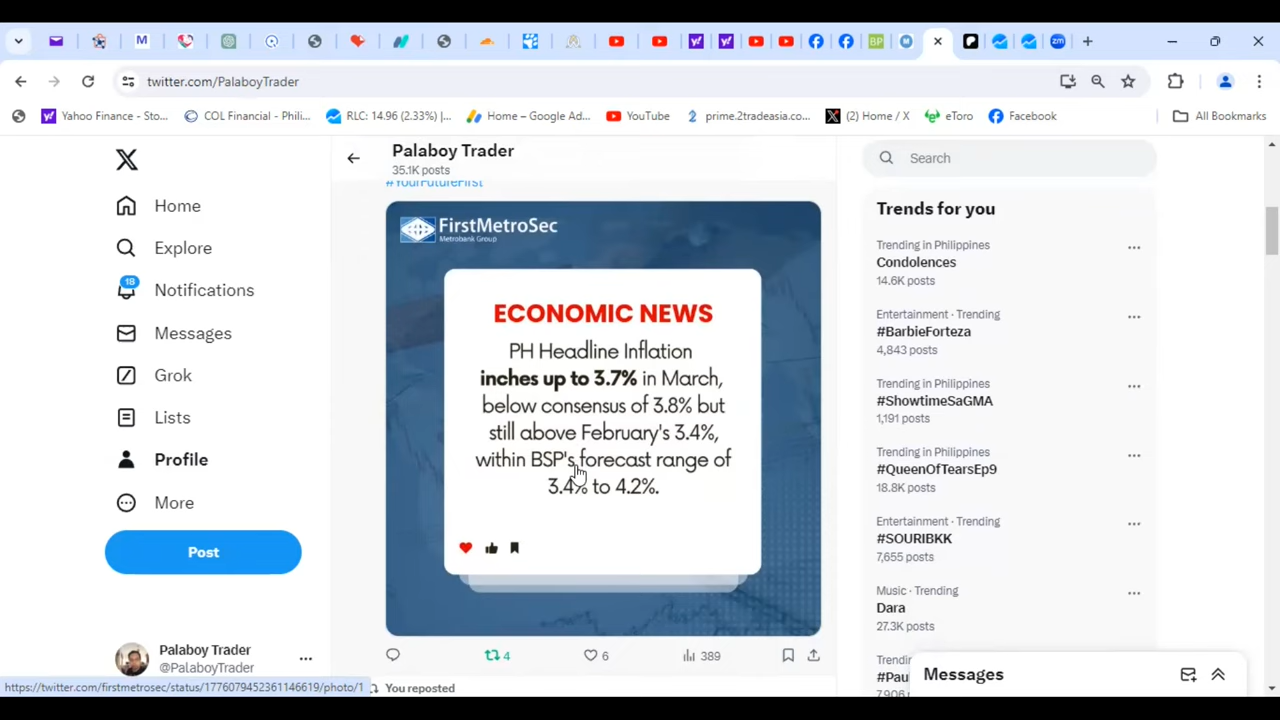 twitter.com/PalaboyTrader
Yahoo Finance - Sto...
COL Financial - Phili...
RLC: 14.96 (2.33%) |...
Home – Google Ad...
YouTube
prime.2tradeasia.co...
(2) Home / X
eToro
Facebook
All Bookmarks
Palaboy Trader
35.1K posts
#YourFutureFirst
Home
Explore
18
Notifications
Messages
Grok
Lists
Profile
More
Post
Palaboy Trader
@PalaboyTrader
FirstMetroSec
Metrobank Group
ECONOMIC NEWS
PH Headline Inflation
inches up to 3.7% in March,
below consensus of 3.8% but
still above February's 3.4%,
within BSP's forecast range of
3.4% to 4.2%.
4
6
389
You reposted
Search
Trends for you
Trending in Philippines
Condolences
14.6K posts
Entertainment · Trending
#BarbieForteza
4,843 posts
Trending in Philippines
#ShowtimeSaGMA
1,191 posts
Trending in Philippines
#QueenOfTearsEp9
18.8K posts
Entertainment · Trending
#SOURIBKK
7,655 posts
Music · Trending
Dara
27.3K posts
Messages
https://twitter.com/firstmetrosec/status/1776079452361146619/photo/1